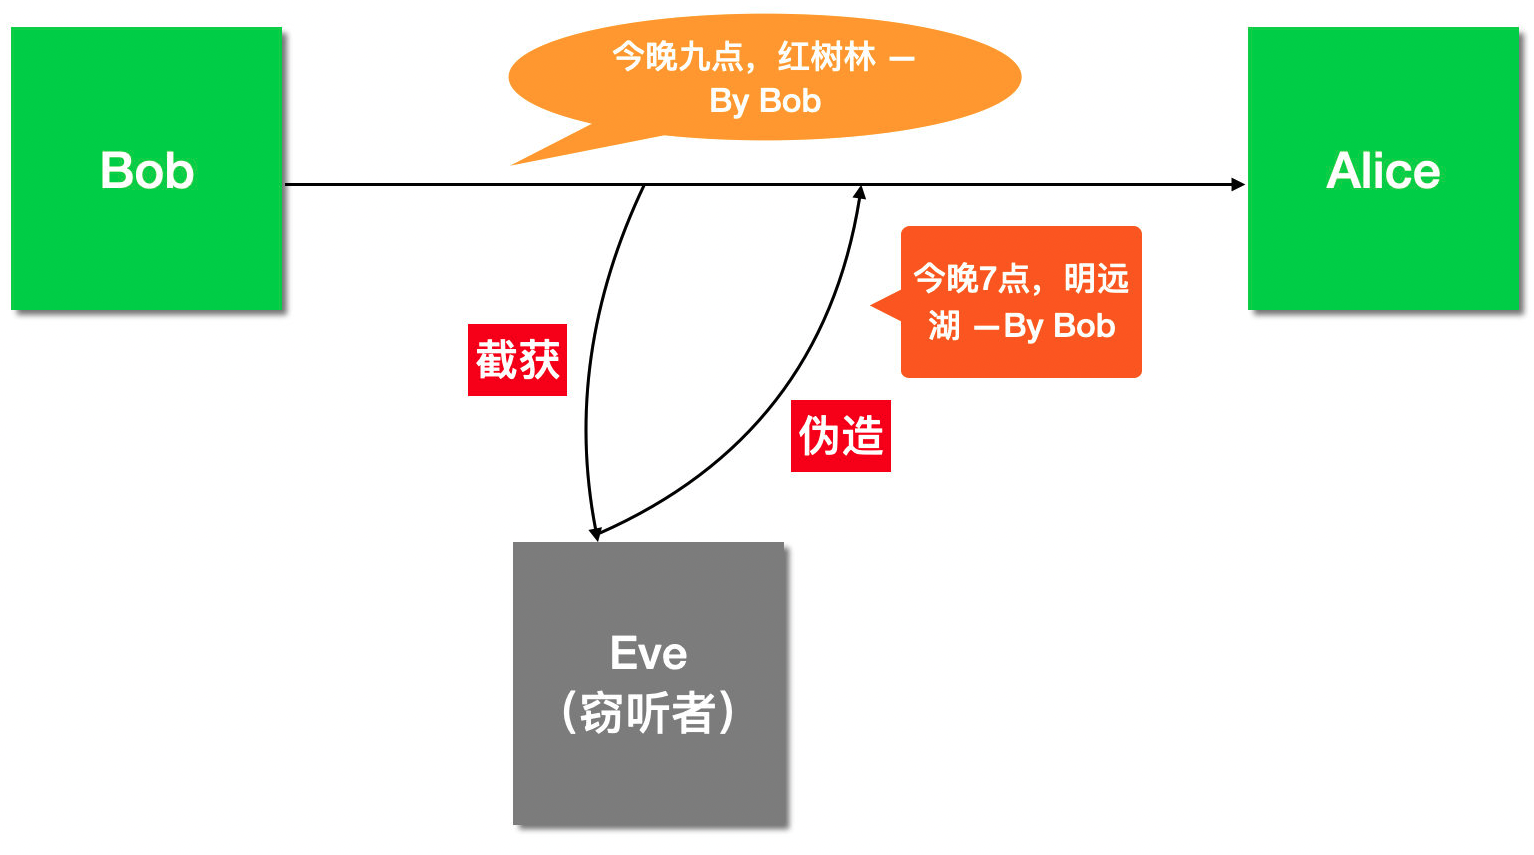 今晚九点，红树林 —
By Bob
Bob
Alice
今晚7点，明远
湖 —By Bob
截获
伪造
Eve
（窃听者）